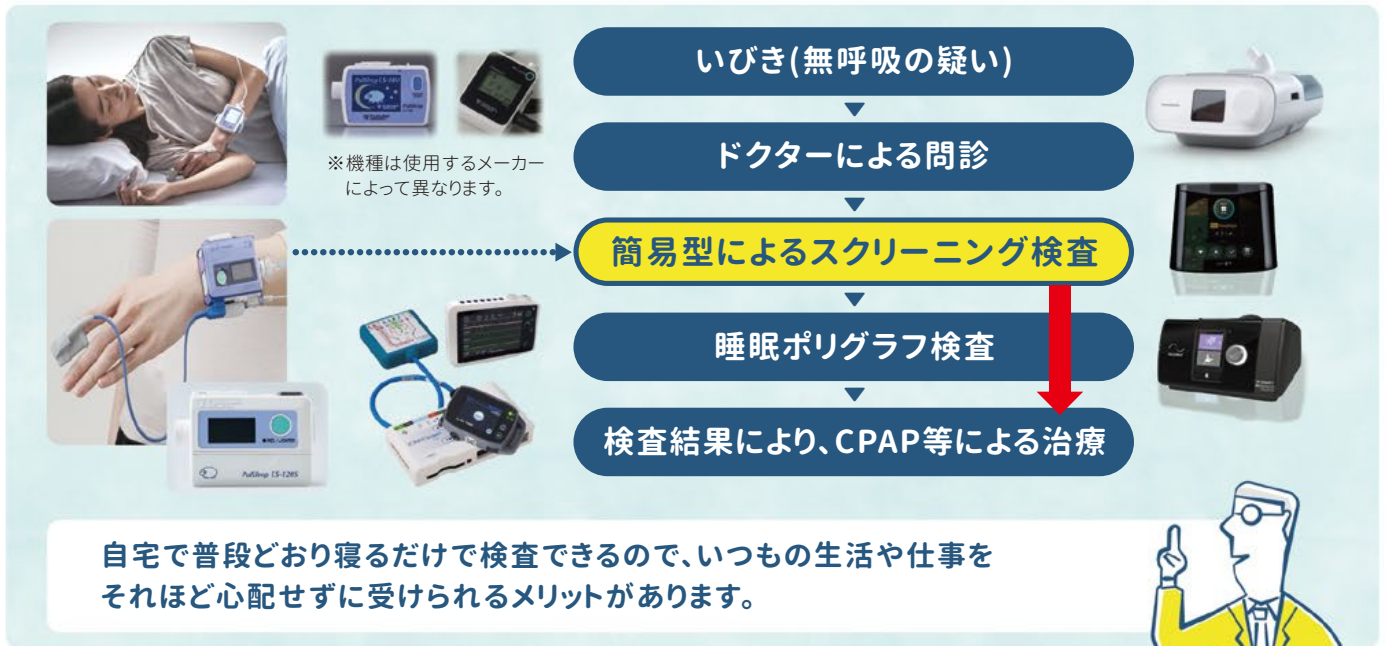 いびき(無呼吸の疑い)
ドクターによる問診
※機種は使用するメーカー
によって異なります。
簡易型によるスクリーニング検査
睡眠ポリグラフ検査
検査結果により、CPAP等による治療
PulSleep LS-120S
自宅で普段どおり寝るだけで検査できるので、いつもの生活や仕事を
それほど心配せずに受けられるメリットがあります。